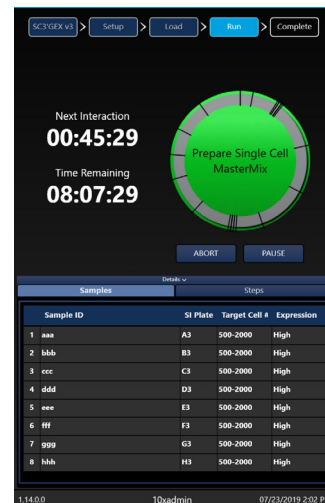 SC3'GEX v3 > Setup > Load > Run > Complete
Next Interaction
00:45:29
Time Remaining
08:07:29
Prepare Single Cell
MasterMix
ABORT PAUSE
Details
Samples Steps
Sample ID SI Plate Target Cell # Expression
1 aaa A3 500-2000 High
2 bbb B3 500-2000 High
3 ccc C3 500-2000 High
4 ddd D3 500-2000 High
5 eee E3 500-2000 High
6 fff F3 500-2000 High
7 ggg G3 500-2000 High
8 hhh H3 500-2000 High
1.14.0.0 10xadmin 07/23/2019 2:02 P